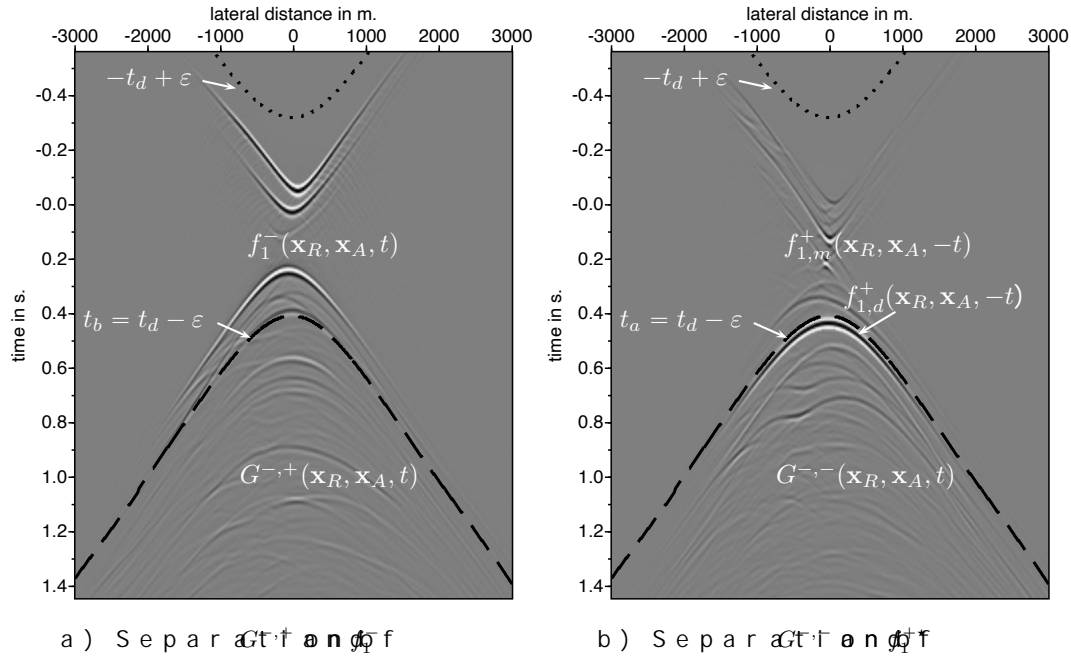 lateral distance in m.
-3000 -2000 -1000 0 1000 2000 3000
-0.4
-0.2
-0.0
0.2
0.4
0.6
0.8
1.0
1.2
1.4
time in s.
−t_d + ε
f_1^−(x_R, x_A, t)
t_b = t_d − ε
G^{−,+}(x_R, x_A, t)
lateral distance in m.
-3000 -2000 -1000 0 1000 2000 3000
-0.4
-0.2
-0.0
0.2
0.4
0.6
0.8
1.0
1.2
1.4
time in s.
−t_d + ε
f_{1,m}^+(x_R, x_A, −t)
f_{1,d}^+(x_R, x_A, −t)
t_a = t_d − ε
G^{−,−}(x_R, x_A, t)
a) Separa
b) Separa